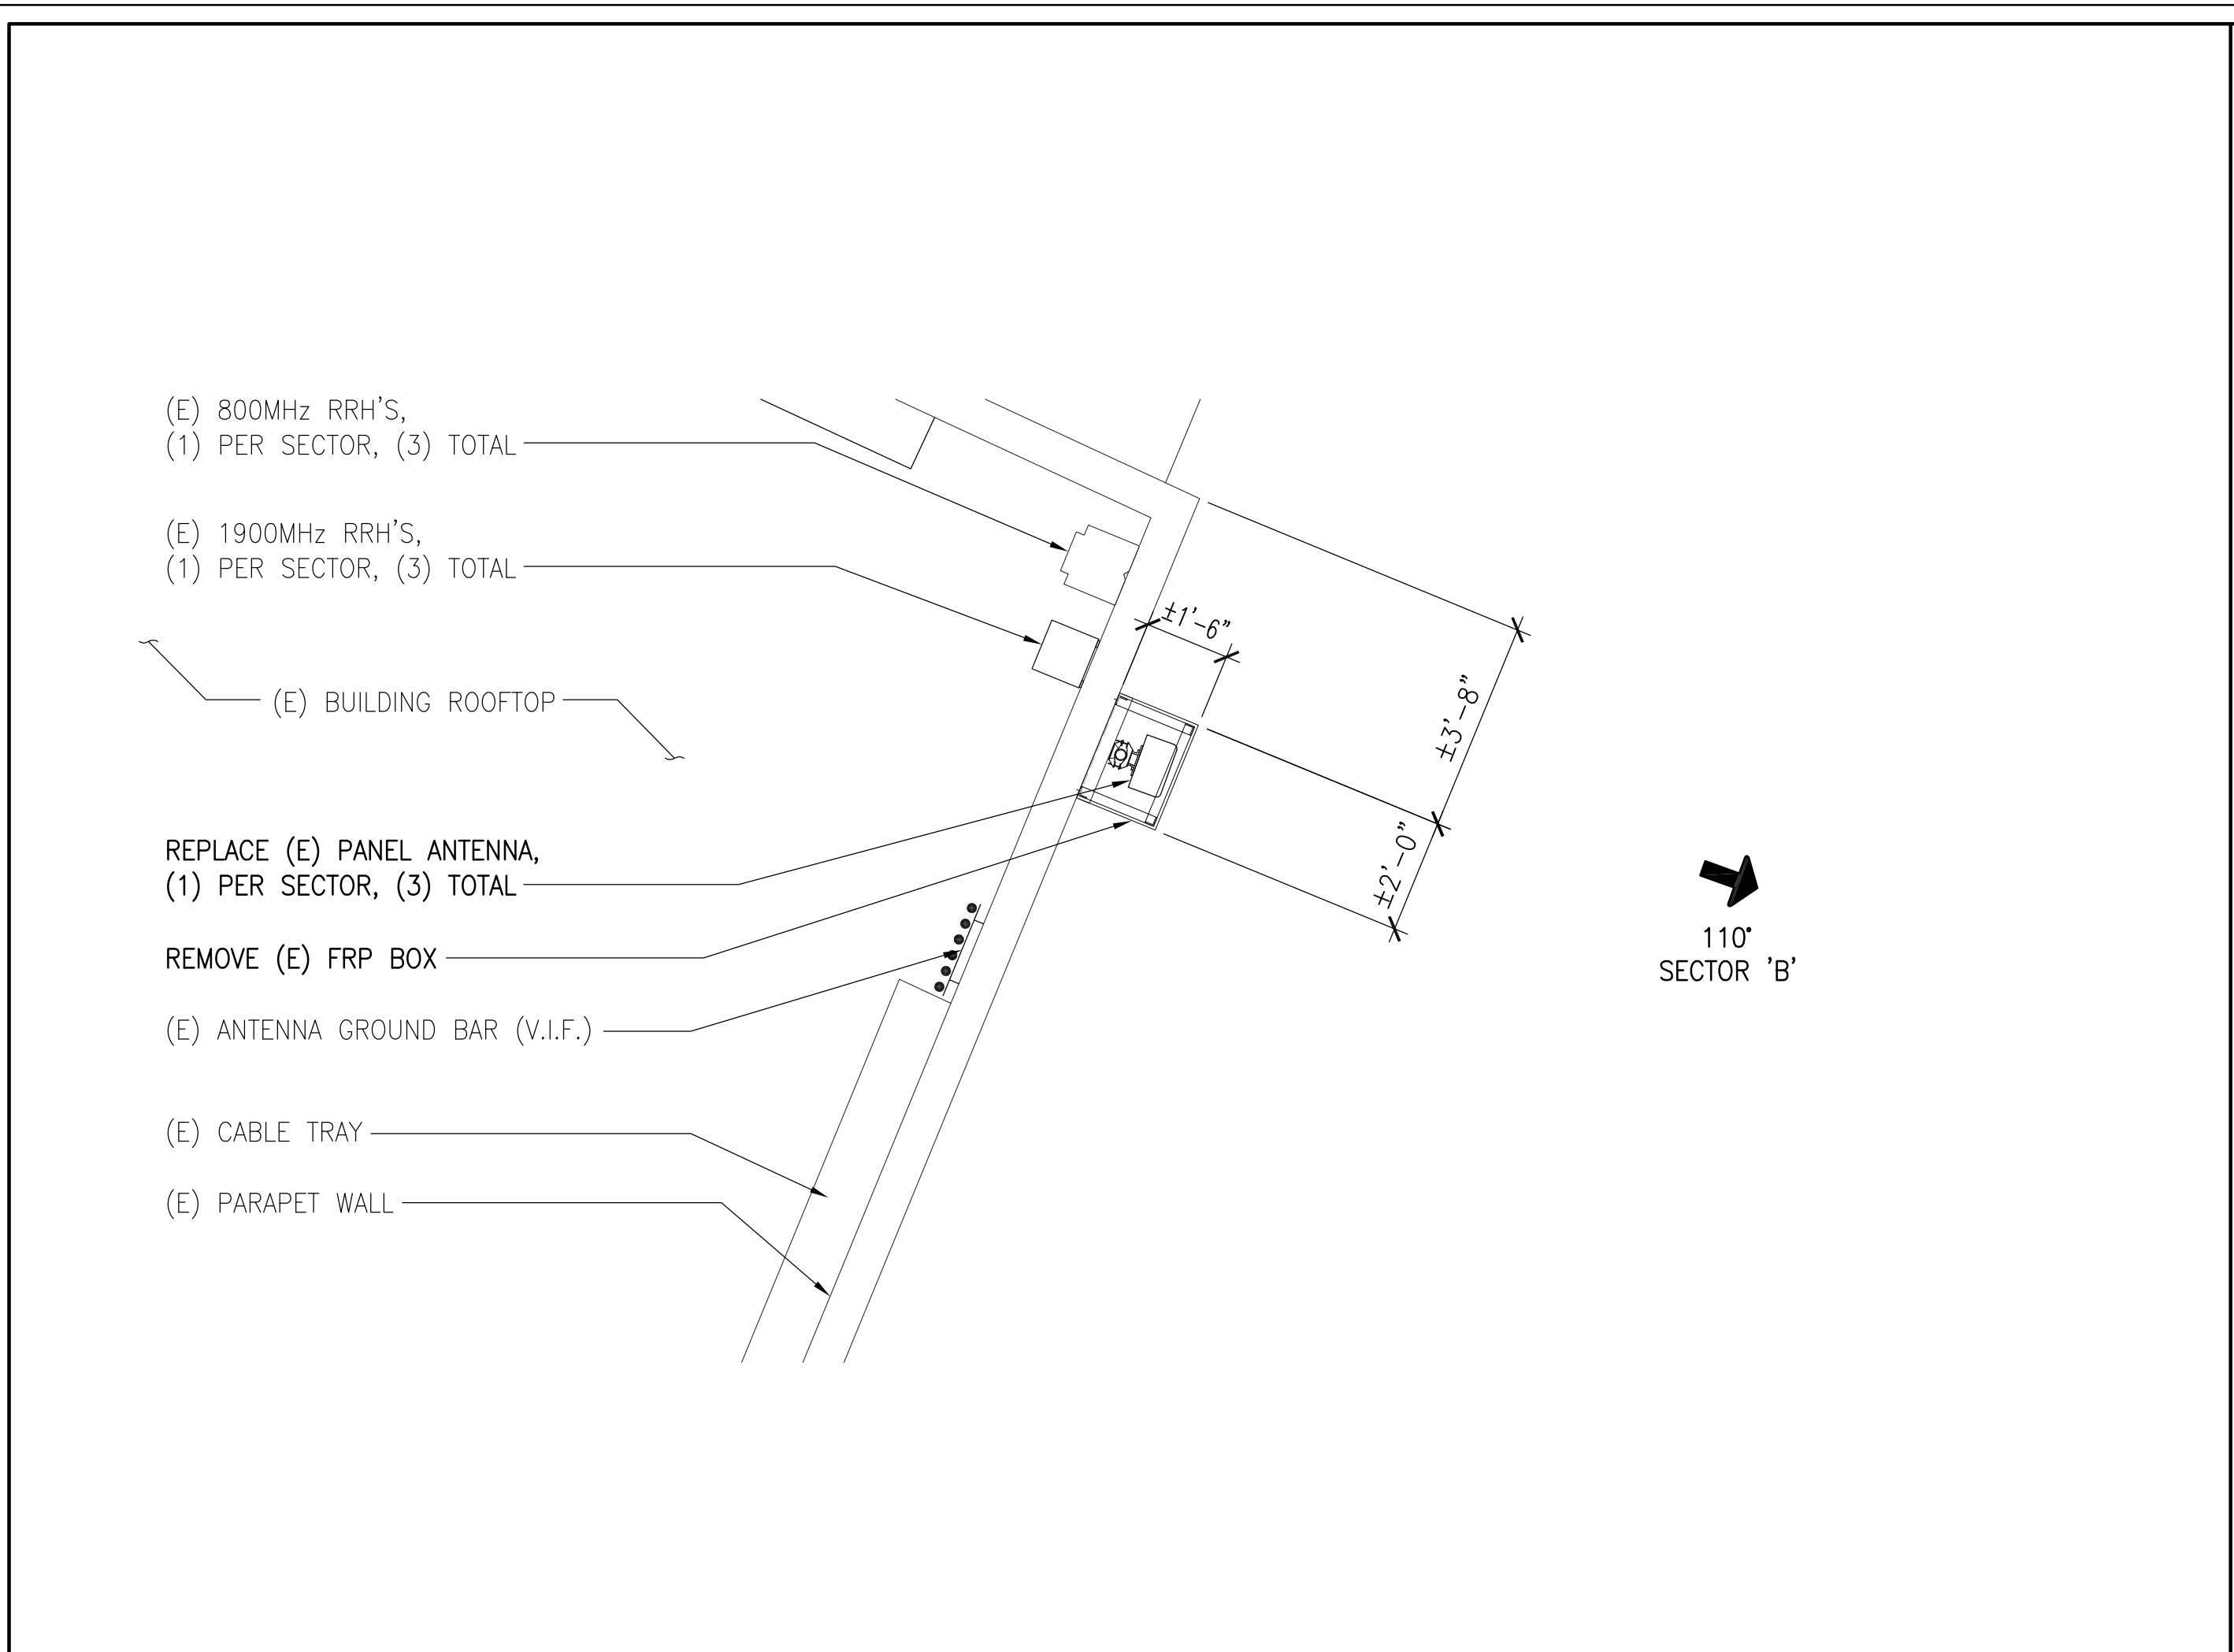 (E) 800MHz RRH'S,
(1) PER SECTOR, (3) TOTAL
(E) 1900MHz RRH'S,
(1) PER SECTOR, (3) TOTAL
±1'-6"
(E) BUILDING ROOFTOP
±3'-8"
REPLACE (E) PANEL ANTENNA,
(1) PER SECTOR, (3) TOTAL
±2'-0"
REMOVE (E) FRP BOX
110°
SECTOR 'B'
(E) ANTENNA GROUND BAR (V.I.F.)
(E) CABLE TRAY
(E) PARAPET WALL